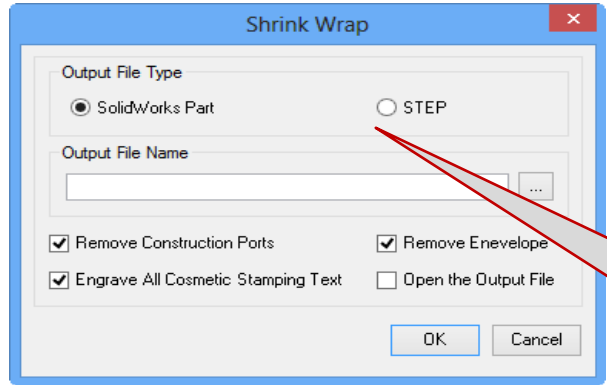 Shrink Wrap
Output File Type
SolidWorks Part STEP
Output File Name
...
Remove Construction Ports Remove Enevelope
Engrave All Cosmetic Stamping Text Open the Output File
OK Cancel